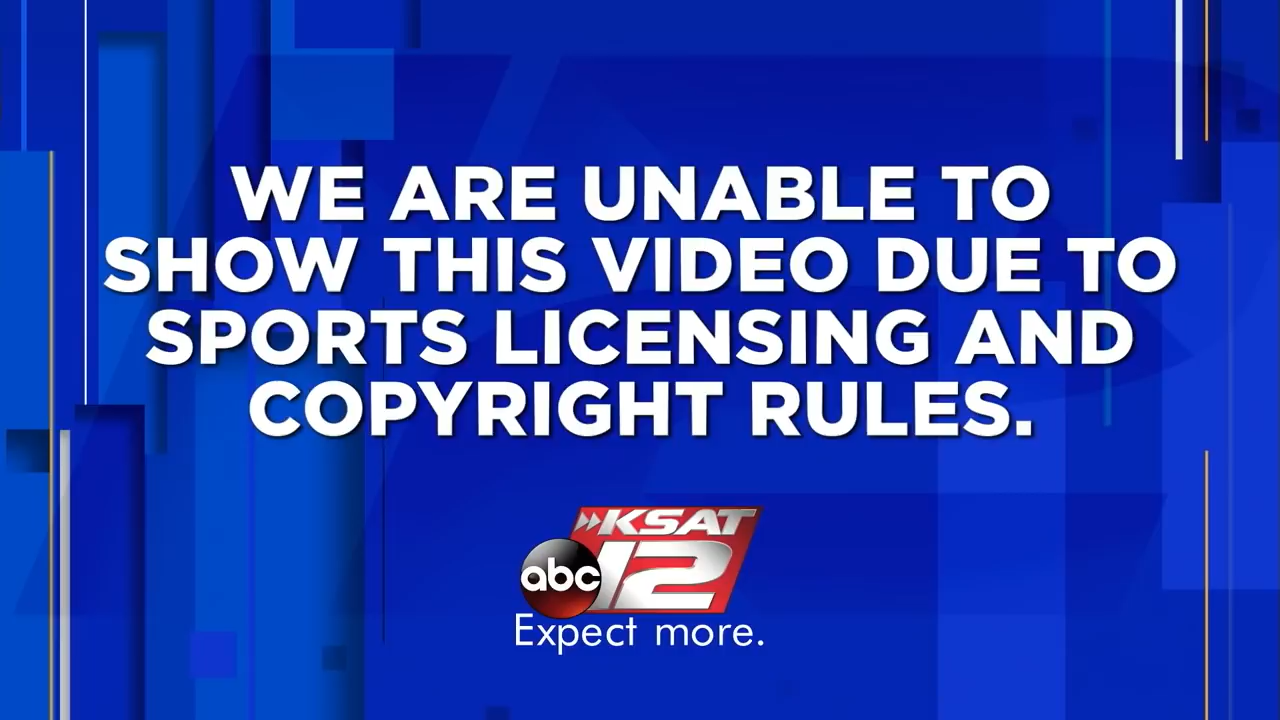 WE ARE UNABLE TO
SHOW THIS VIDEO DUE TO
SPORTS LICENSING AND
COPYRIGHT RULES.
KSAT
abc 12
Expect more.